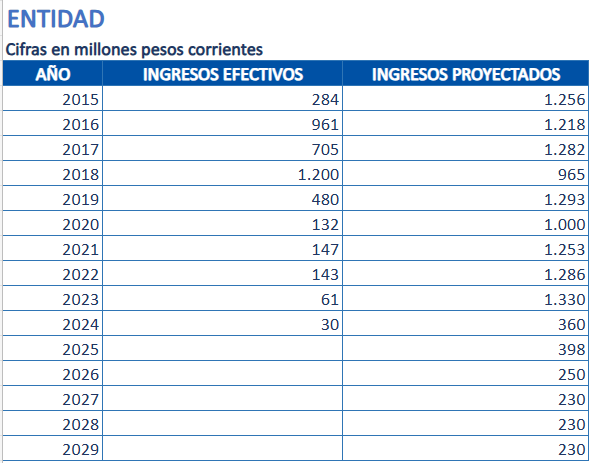 ENTIDAD
Cifras en millones pesos corrientes
AÑO INGRESOS EFECTIVOS INGRESOS PROYECTADOS
2015 284 1.256
2016 961 1.218
2017 705 1.282
2018 1.200 965
2019 480 1.293
2020 132 1.000
2021 147 1.253
2022 143 1.286
2023 61 1.330
2024 30 360
2025 398
2026 250
2027 230
2028 230
2029 230